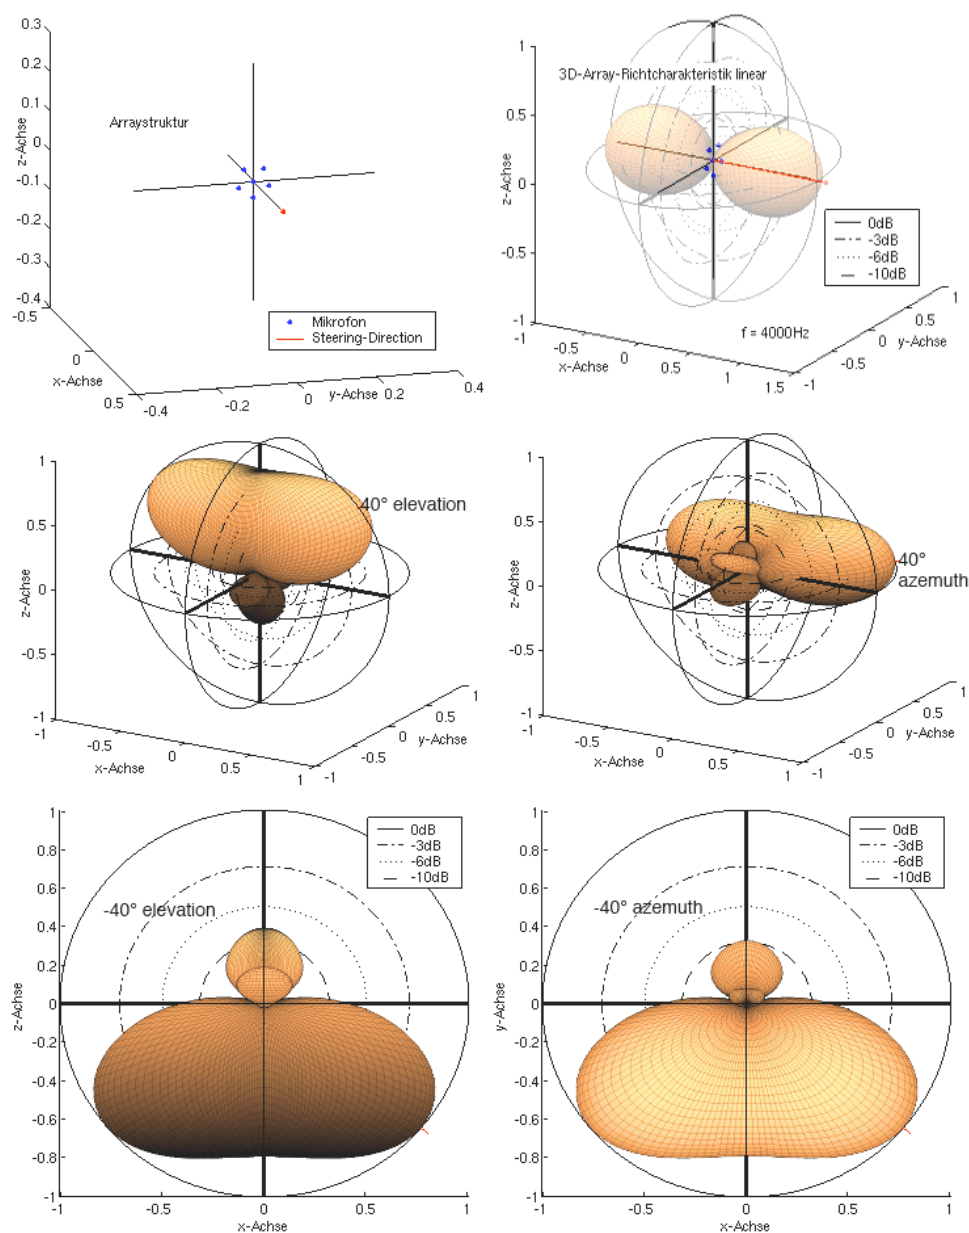 0.3
0.2
0.1
0
-0.1
-0.2
-0.3
-0.4
z-Achse
Arraystruktur
-0.5
0
0.5
x-Achse
-0.4
-0.2
0
y-Achse
0.2
0.4
Mikrofon
Steering-Direction
1
0.5
0
-0.5
-1
z-Achse
3D-Array-Richtcharakteristik linear
0dB
-3dB
-6dB
-10dB
f = 4000Hz
-1
-0.5
0
0.5
1
1.5
x-Achse
-1
-0.5
0
0.5
1
y-Achse
1
0.5
0
-0.5
-1
z-Achse
40° elevation
-1
-0.5
0
0.5
1
x-Achse
-1
-0.5
0
0.5
1
y-Achse
1
0.5
0
-0.5
-1
z-Achse
40°
azemuth
-1
-0.5
0
0.5
1
x-Achse
-1
-0.5
0
0.5
1
y-Achse
1
0.8
0.6
0.4
0.2
0
-0.2
-0.4
-0.6
-0.8
-1
z-Achse
-40° elevation
0dB
-3dB
-6dB
-10dB
-1
-0.5
0
0.5
1
x-Achse
1
0.8
0.6
0.4
0.2
0
-0.2
-0.4
-0.6
-0.8
-1
y-Achse
-40° azemuth
0dB
-3dB
-6dB
-10dB
-1
-0.5
0
0.5
1
x-Achse